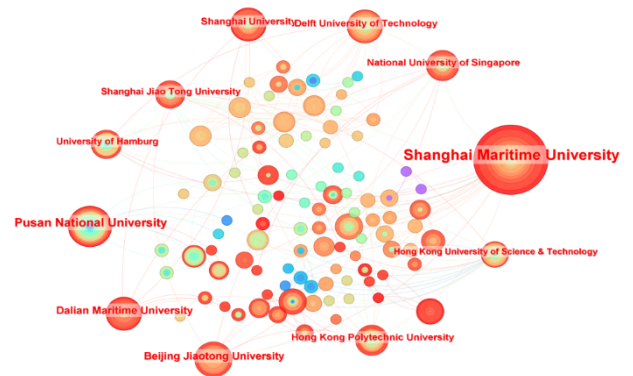 Shanghai University
Delft University of Technology
National University of Singapore
Shanghai Jiao Tong University
University of Hamburg
Shanghai Maritime University
Pusan National University
Hong Kong University of Science & Technology
Dalian Maritime University
Hong Kong Polytechnic University
Beijing Jiaotong University